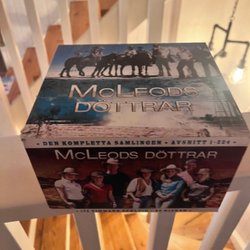 McLeods
döttrar
• Den kompletta samlingen • Avsnitt 1-224 •
McLeods döttrar